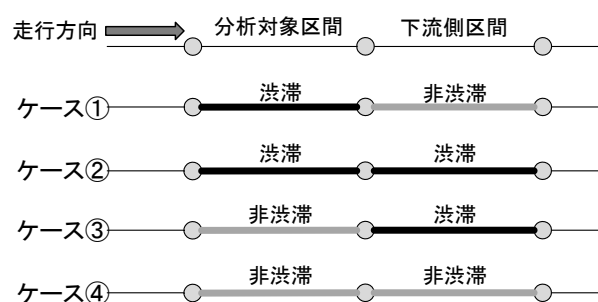 走行方向 分析対象区間 下流側区間
ケース① 渋滞 非渋滞
ケース② 渋滞 渋滞
ケース③ 非渋滞 渋滞
ケース④ 非渋滞 非渋滞